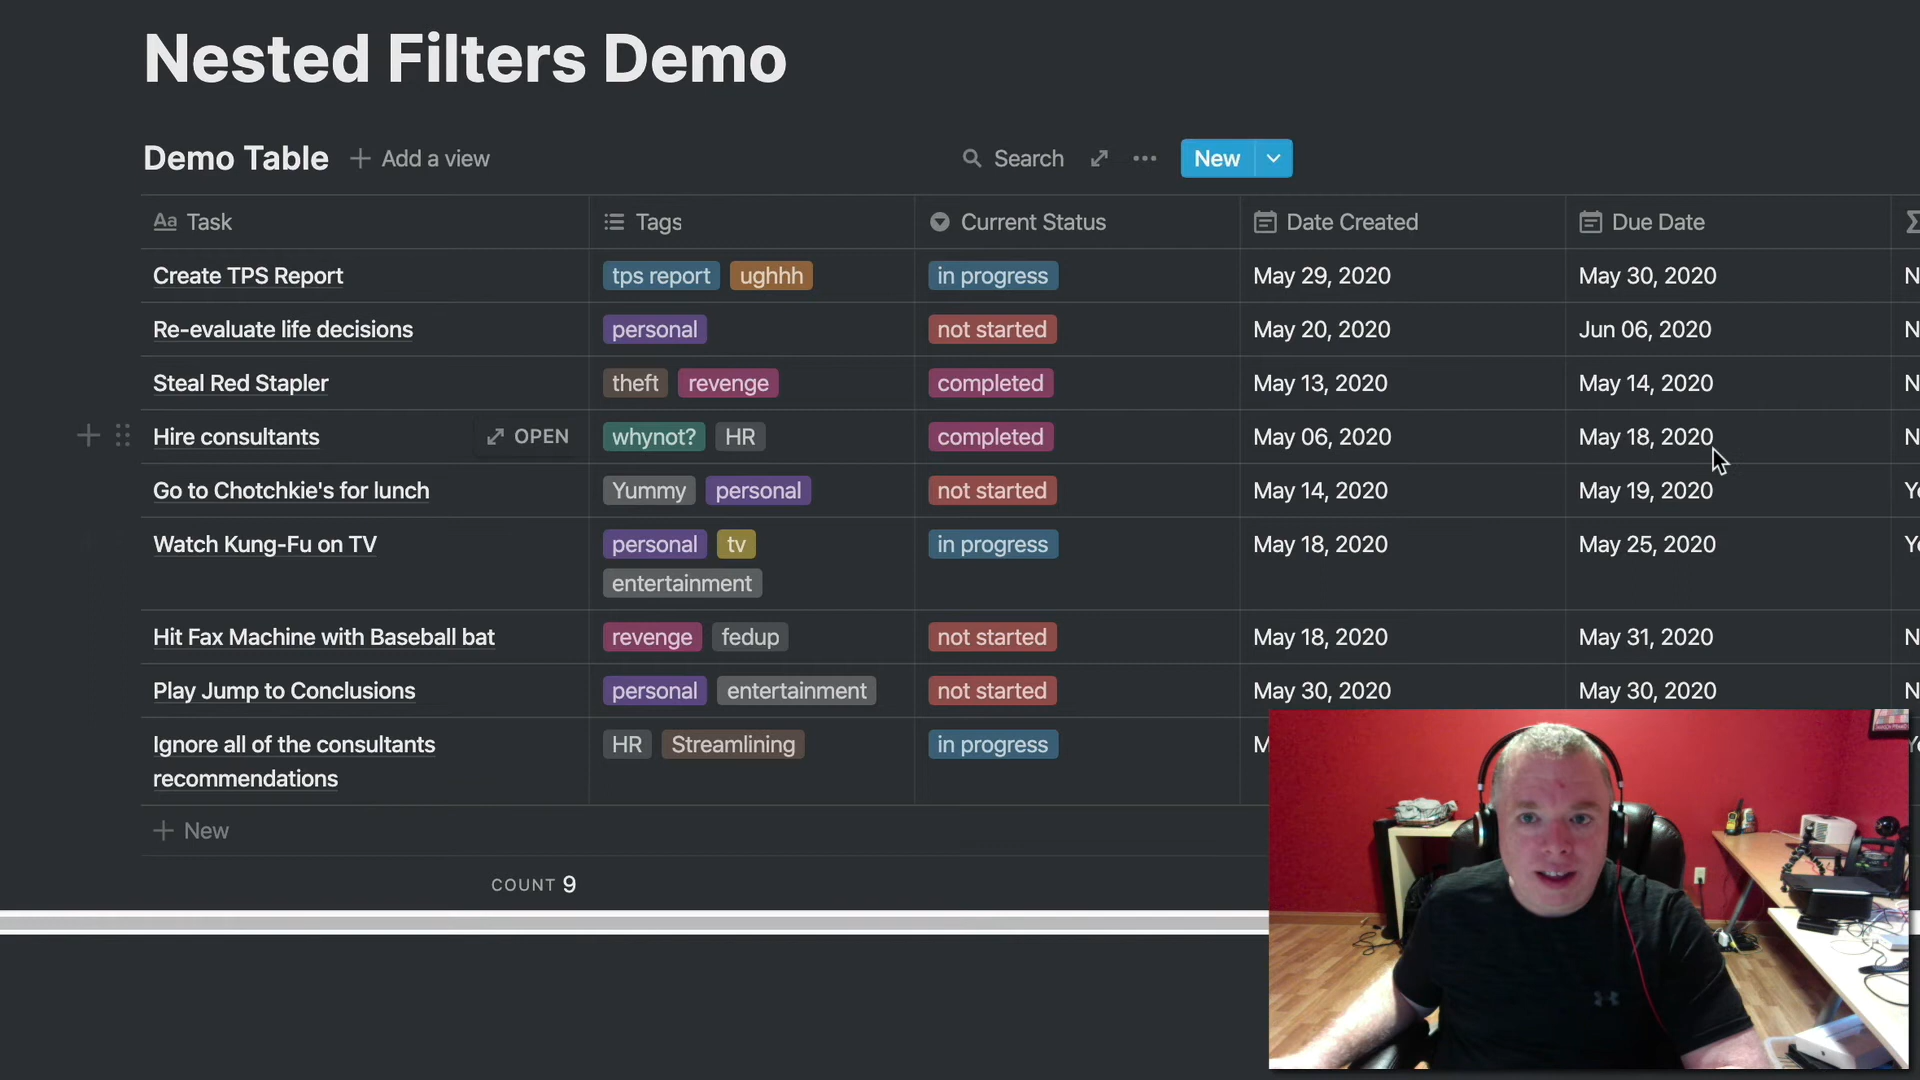 Nested Filters Demo
Demo Table + Add a view Search New
Aa Task Tags Current Status Date Created Due Date Σ
Create TPS Report tps report ughhh in progress May 29, 2020 May 30, 2020 N
Re-evaluate life decisions personal not started May 20, 2020 Jun 06, 2020 N
Steal Red Stapler theft revenge completed May 13, 2020 May 14, 2020 N
Hire consultants OPEN whynot? HR completed May 06, 2020 May 18, 2020 N
Go to Chotchkie's for lunch Yummy personal not started May 14, 2020 May 19, 2020 Ye
Watch Kung-Fu on TV personal tv in progress May 18, 2020 May 25, 2020 Ye
entertainment
Hit Fax Machine with Baseball bat revenge fedup not started May 18, 2020 May 31, 2020 N
Play Jump to Conclusions personal entertainment not started May 30, 2020 May 30, 2020 N
Ignore all of the consultants HR Streamlining in progress M
recommendations
+ New
COUNT 9